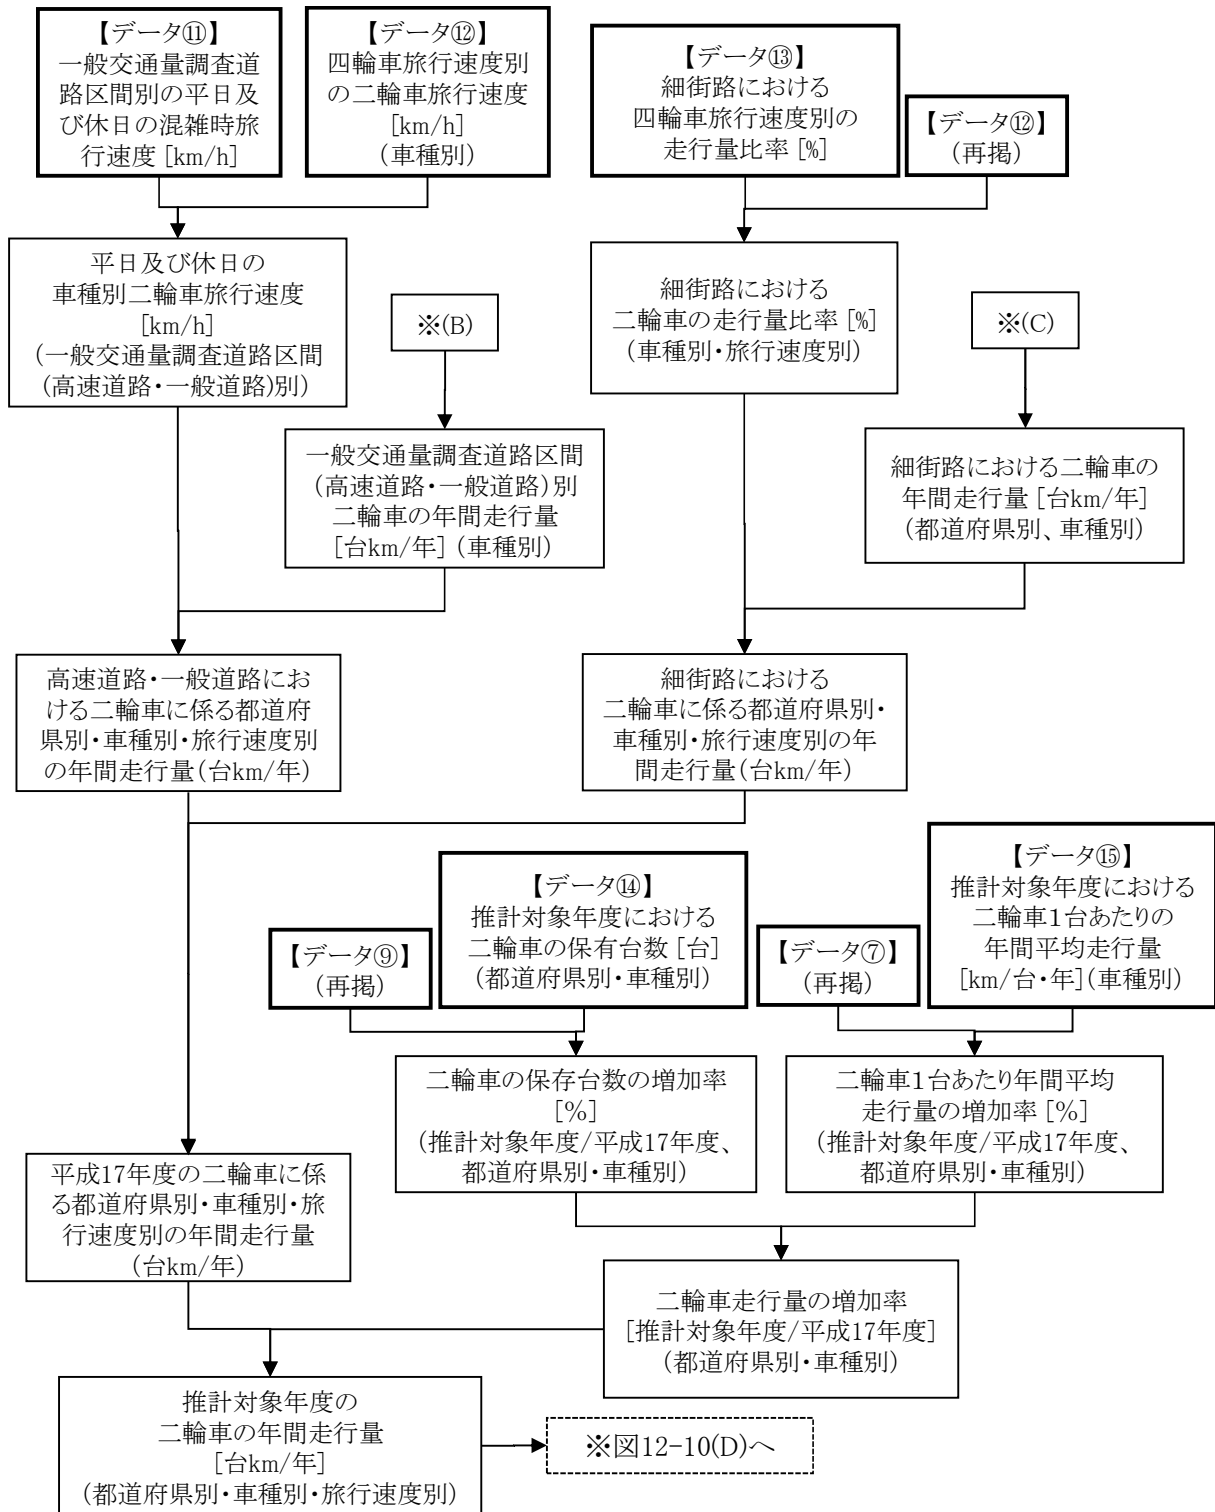 【データ⑪】
一般交通量調査道
路区間別の平日及
び休日の混雑時旅
行速度[km/h]
【データ⑫】
四輪車旅行速度別
の二輪車旅行速度
[km/h]
(車種別)
【データ⑬】
細街路における
四輪車旅行速度別の
走行量比率[%]
【データ⑫】
(再掲)
平日及び休日の
車種別二輪車旅行速度
[km/h]
(一般交通量調査道路区間
(高速道路・一般道路)別)
※(B)
細街路における
二輪車の走行量比率[%]
(車種別・旅行速度別)
※(C)
一般交通量調査道路区間
(高速道路・一般道路)別
二輪車の年間走行量
[台km/年](車種別)
細街路における二輪車の
年間走行量[台km/年]
(都道府県別、車種別)
高速道路・一般道路にお
ける二輪車に係る都道府
県別・車種別・旅行速度別
の年間走行量(台km/年)
細街路における
二輪車に係る都道府県別・
車種別・旅行速度別の年
間走行量(台km/年)
【データ⑨】
(再掲)
【データ⑭】
推計対象年度における
二輪車の保有台数[台]
(都道府県別・車種別)
【データ⑦】
(再掲)
【データ⑮】
推計対象年度における
二輪車1台あたりの
年間平均走行量
[km/台・年](車種別)
二輪車の保存台数の増加率
[%]
(推計対象年度/平成17年度、
都道府県別・車種別)
二輪車1台あたり年間平均
走行量の増加率[%]
(推計対象年度/平成17年度、
都道府県別・車種別)
平成17年度の二輪車に係
る都道府県別・車種別・旅
行速度別の年間走行量
(台km/年)
二輪車走行量の増加率
[推計対象年度/平成17年度]
(都道府県別・車種別)
推計対象年度の
二輪車の年間走行量
[台km/年]
(都道府県別・車種別・旅行速度別)
※図12-10(D)へ